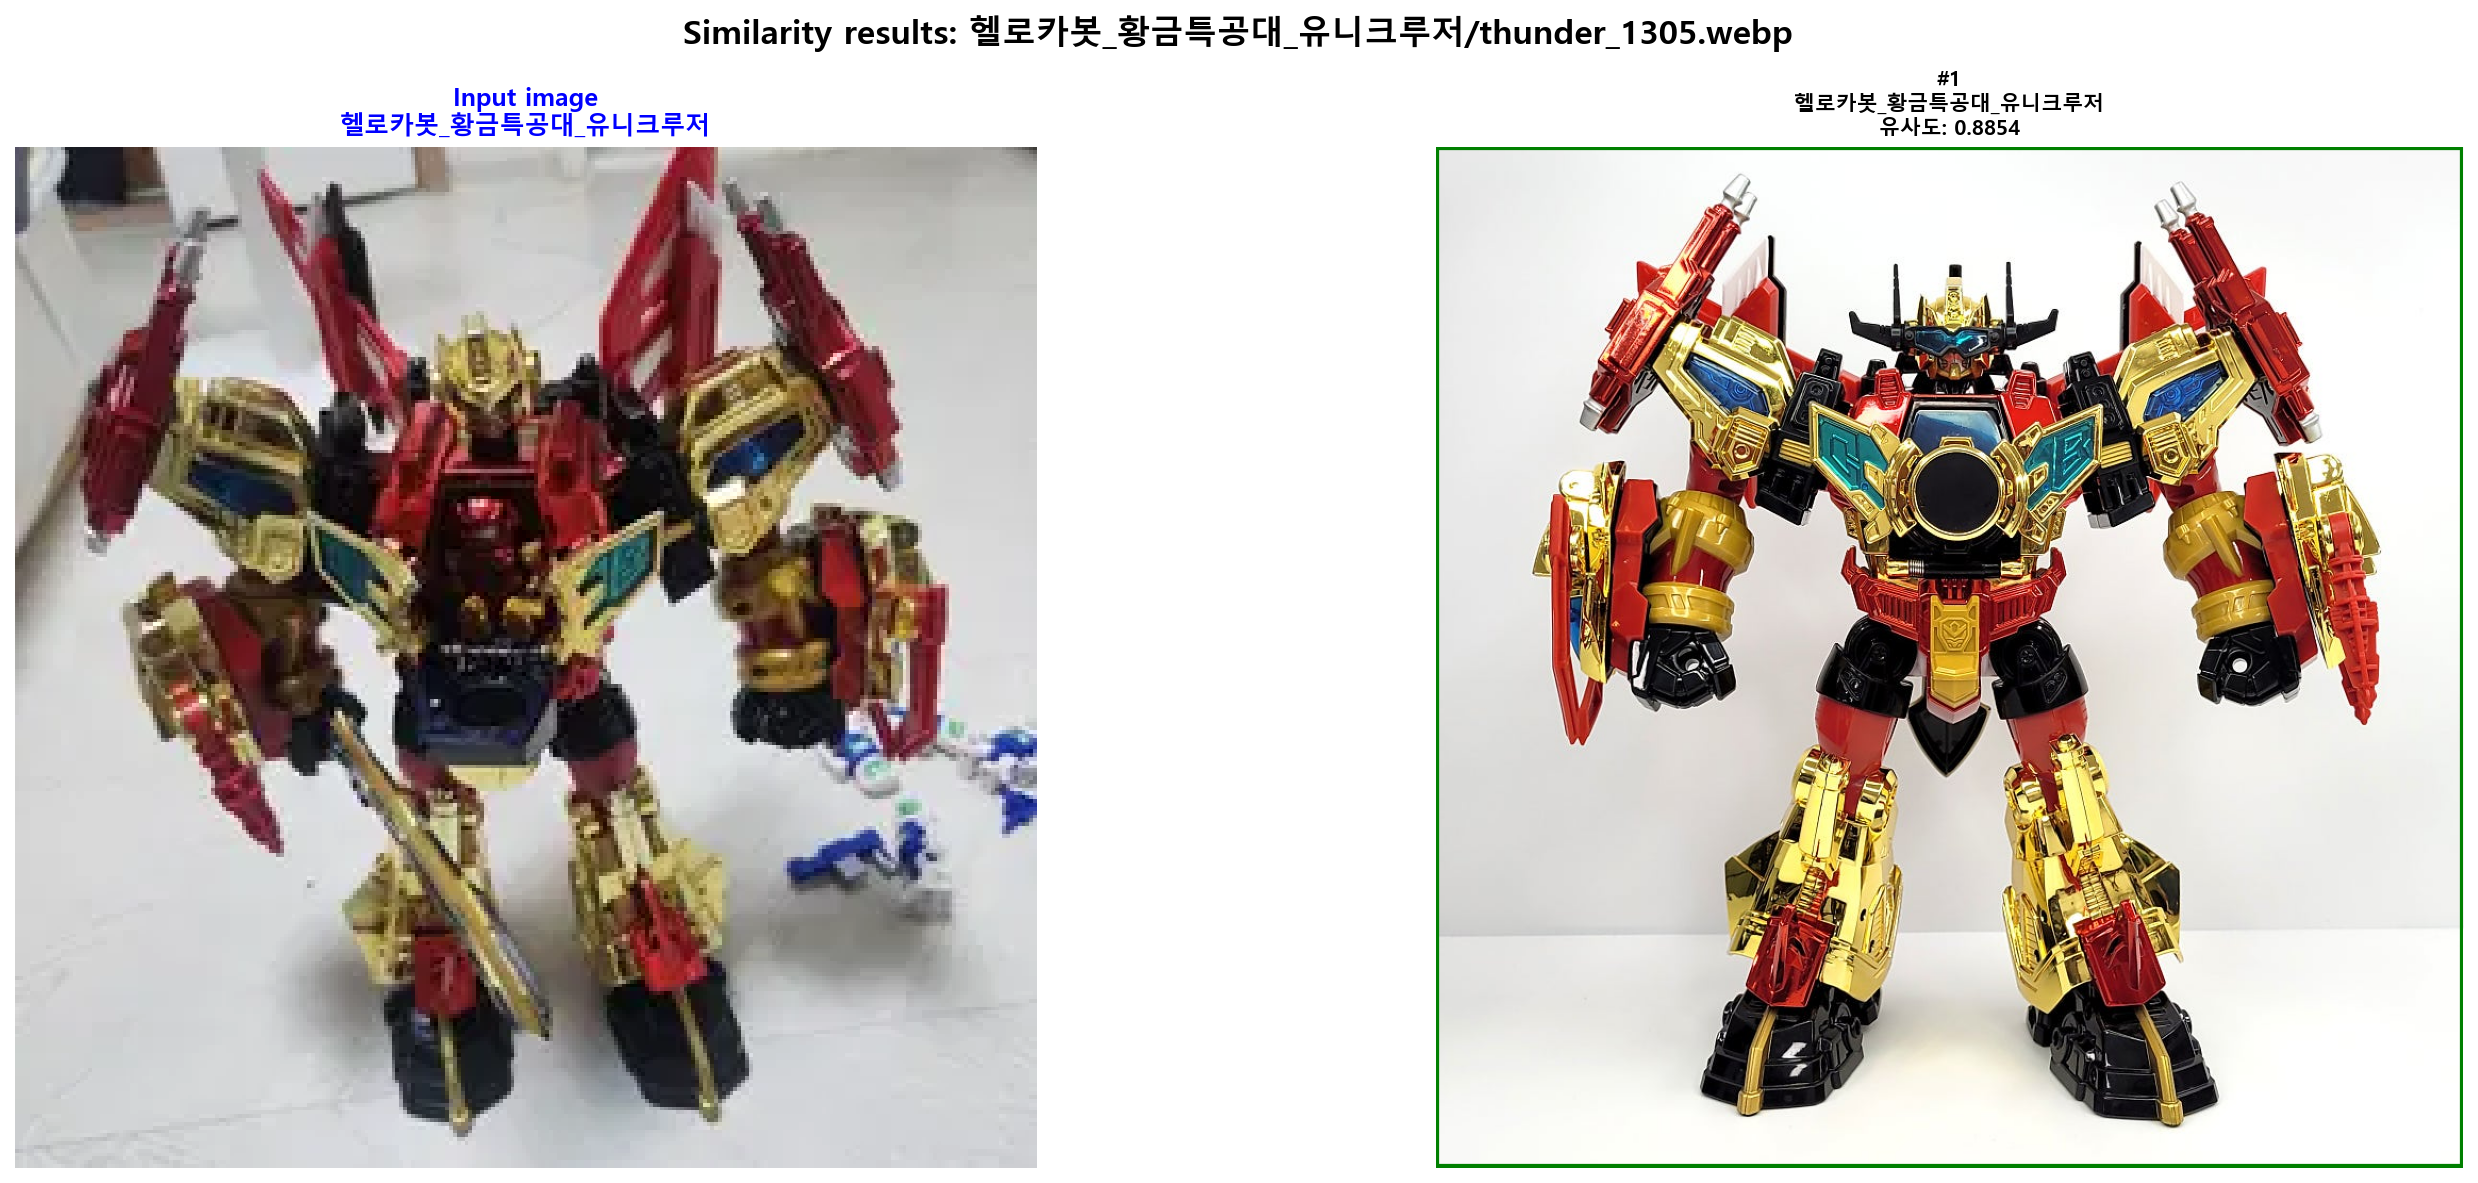 Similarity results: 헬로카봇_황금특공대_유니크루저/thunder_1305.webp
Input image
헬로카봇_황금특공대_유니크루저
#1
헬로카봇_황금특공대_유니크루저
유사도: 0.8854